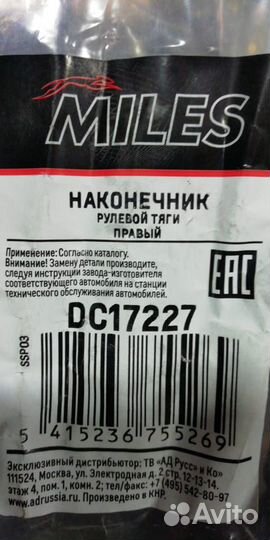 MILES
НАКОНЕЧНИК
РУЛЕВОЙ ТЯГИ
ПРАВЫЙ
Применение: Согласно каталогу.
Внимание! Замену детали производите,
следуя инструкции завода-изготовителя
соответствующего автомобиля на станции
технического обслуживания автомобилей.
EAC
DC17227
SSP03
5 415236 755269
Эксклюзивный дистрибьютор: ТВ «АД Русс» и Ко»
111524, Москва, ул. Электродная д. 2 стр. 12-13-14.
этаж 4, пом. 1, комн. 2; тел./факс: +7 (495) 542-80-97
www.adrussia.ru. Произведено в КНР.
Avito